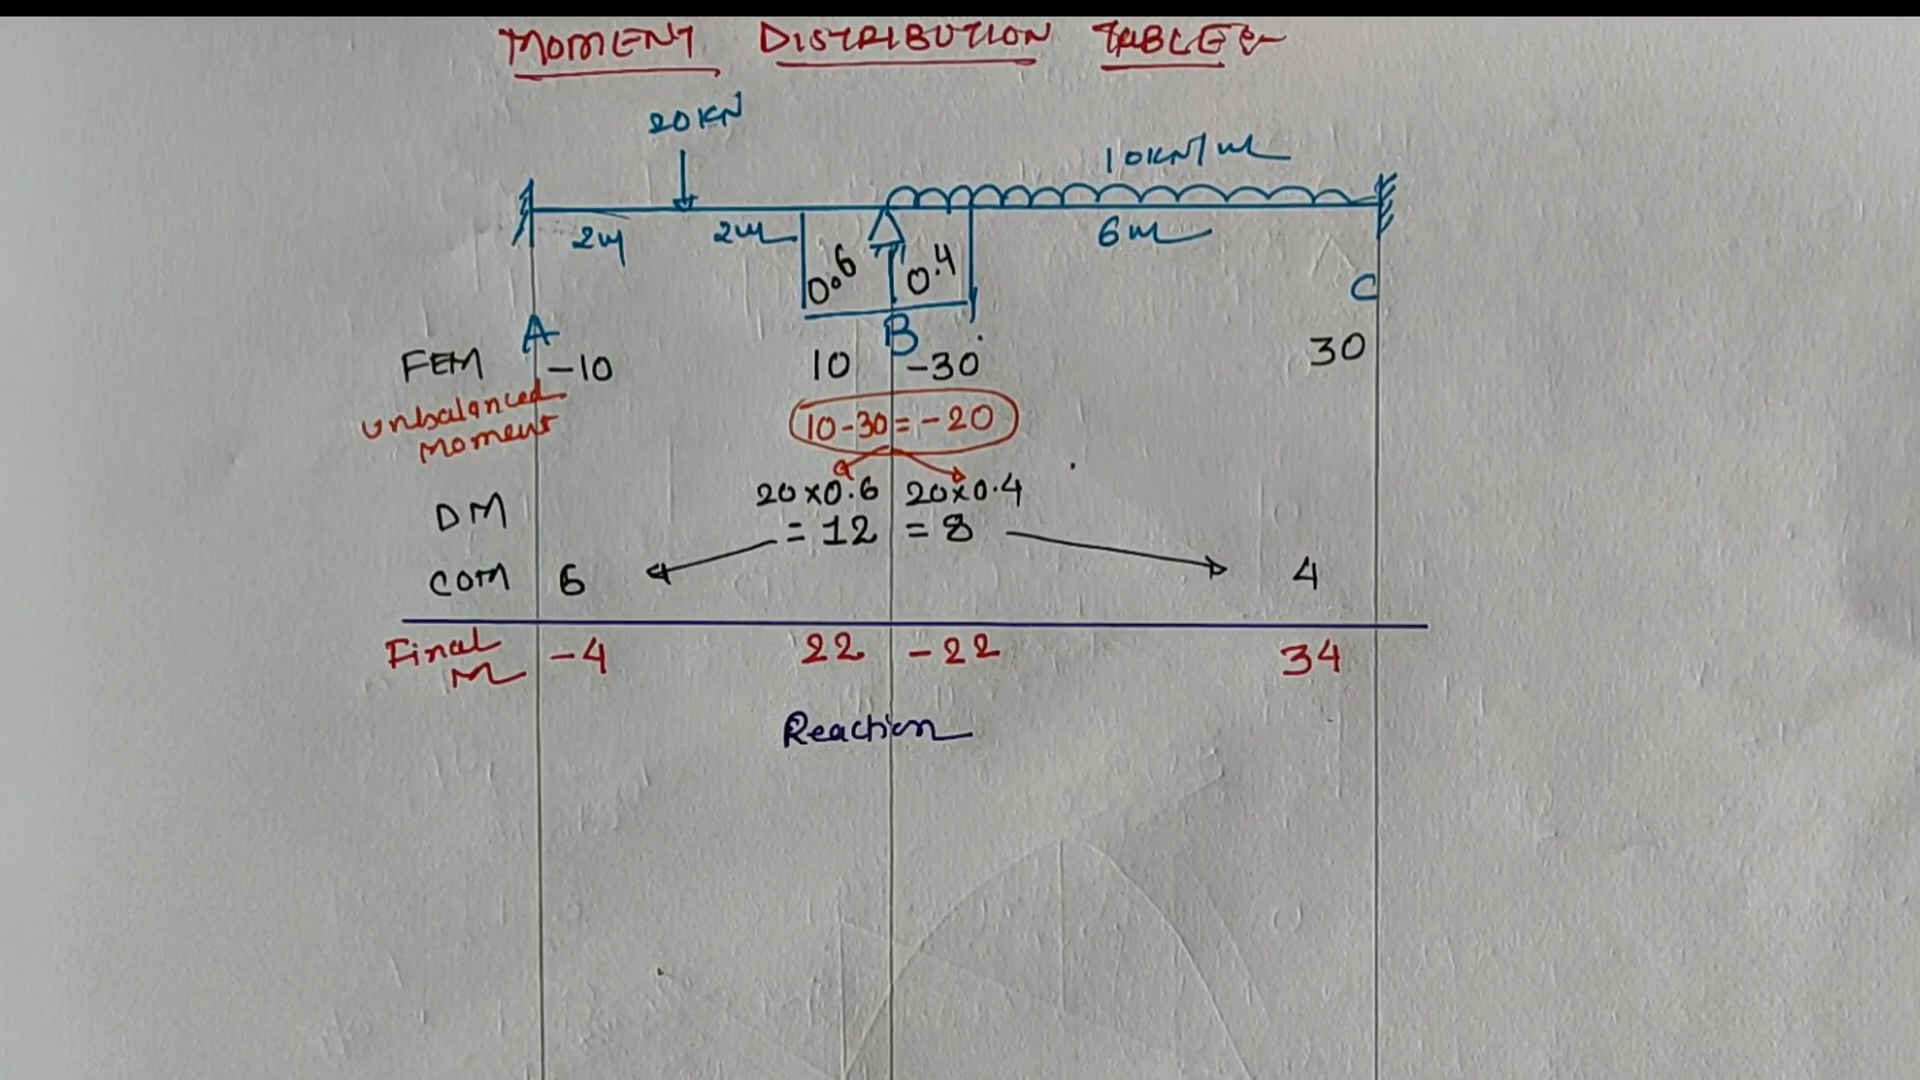 MOMENT DISTRIBUTION TABLE:-
20 KN
10KN/m
2m 2m 6m
0.6 0.4
A B C
FEM -10 10 -30 30
unbalanced 10-30=-20
Moment
20×0.6 20×0.4
DM = 12 = 8
COM 6 4
Final -4 22 -22 34
M
Reaction